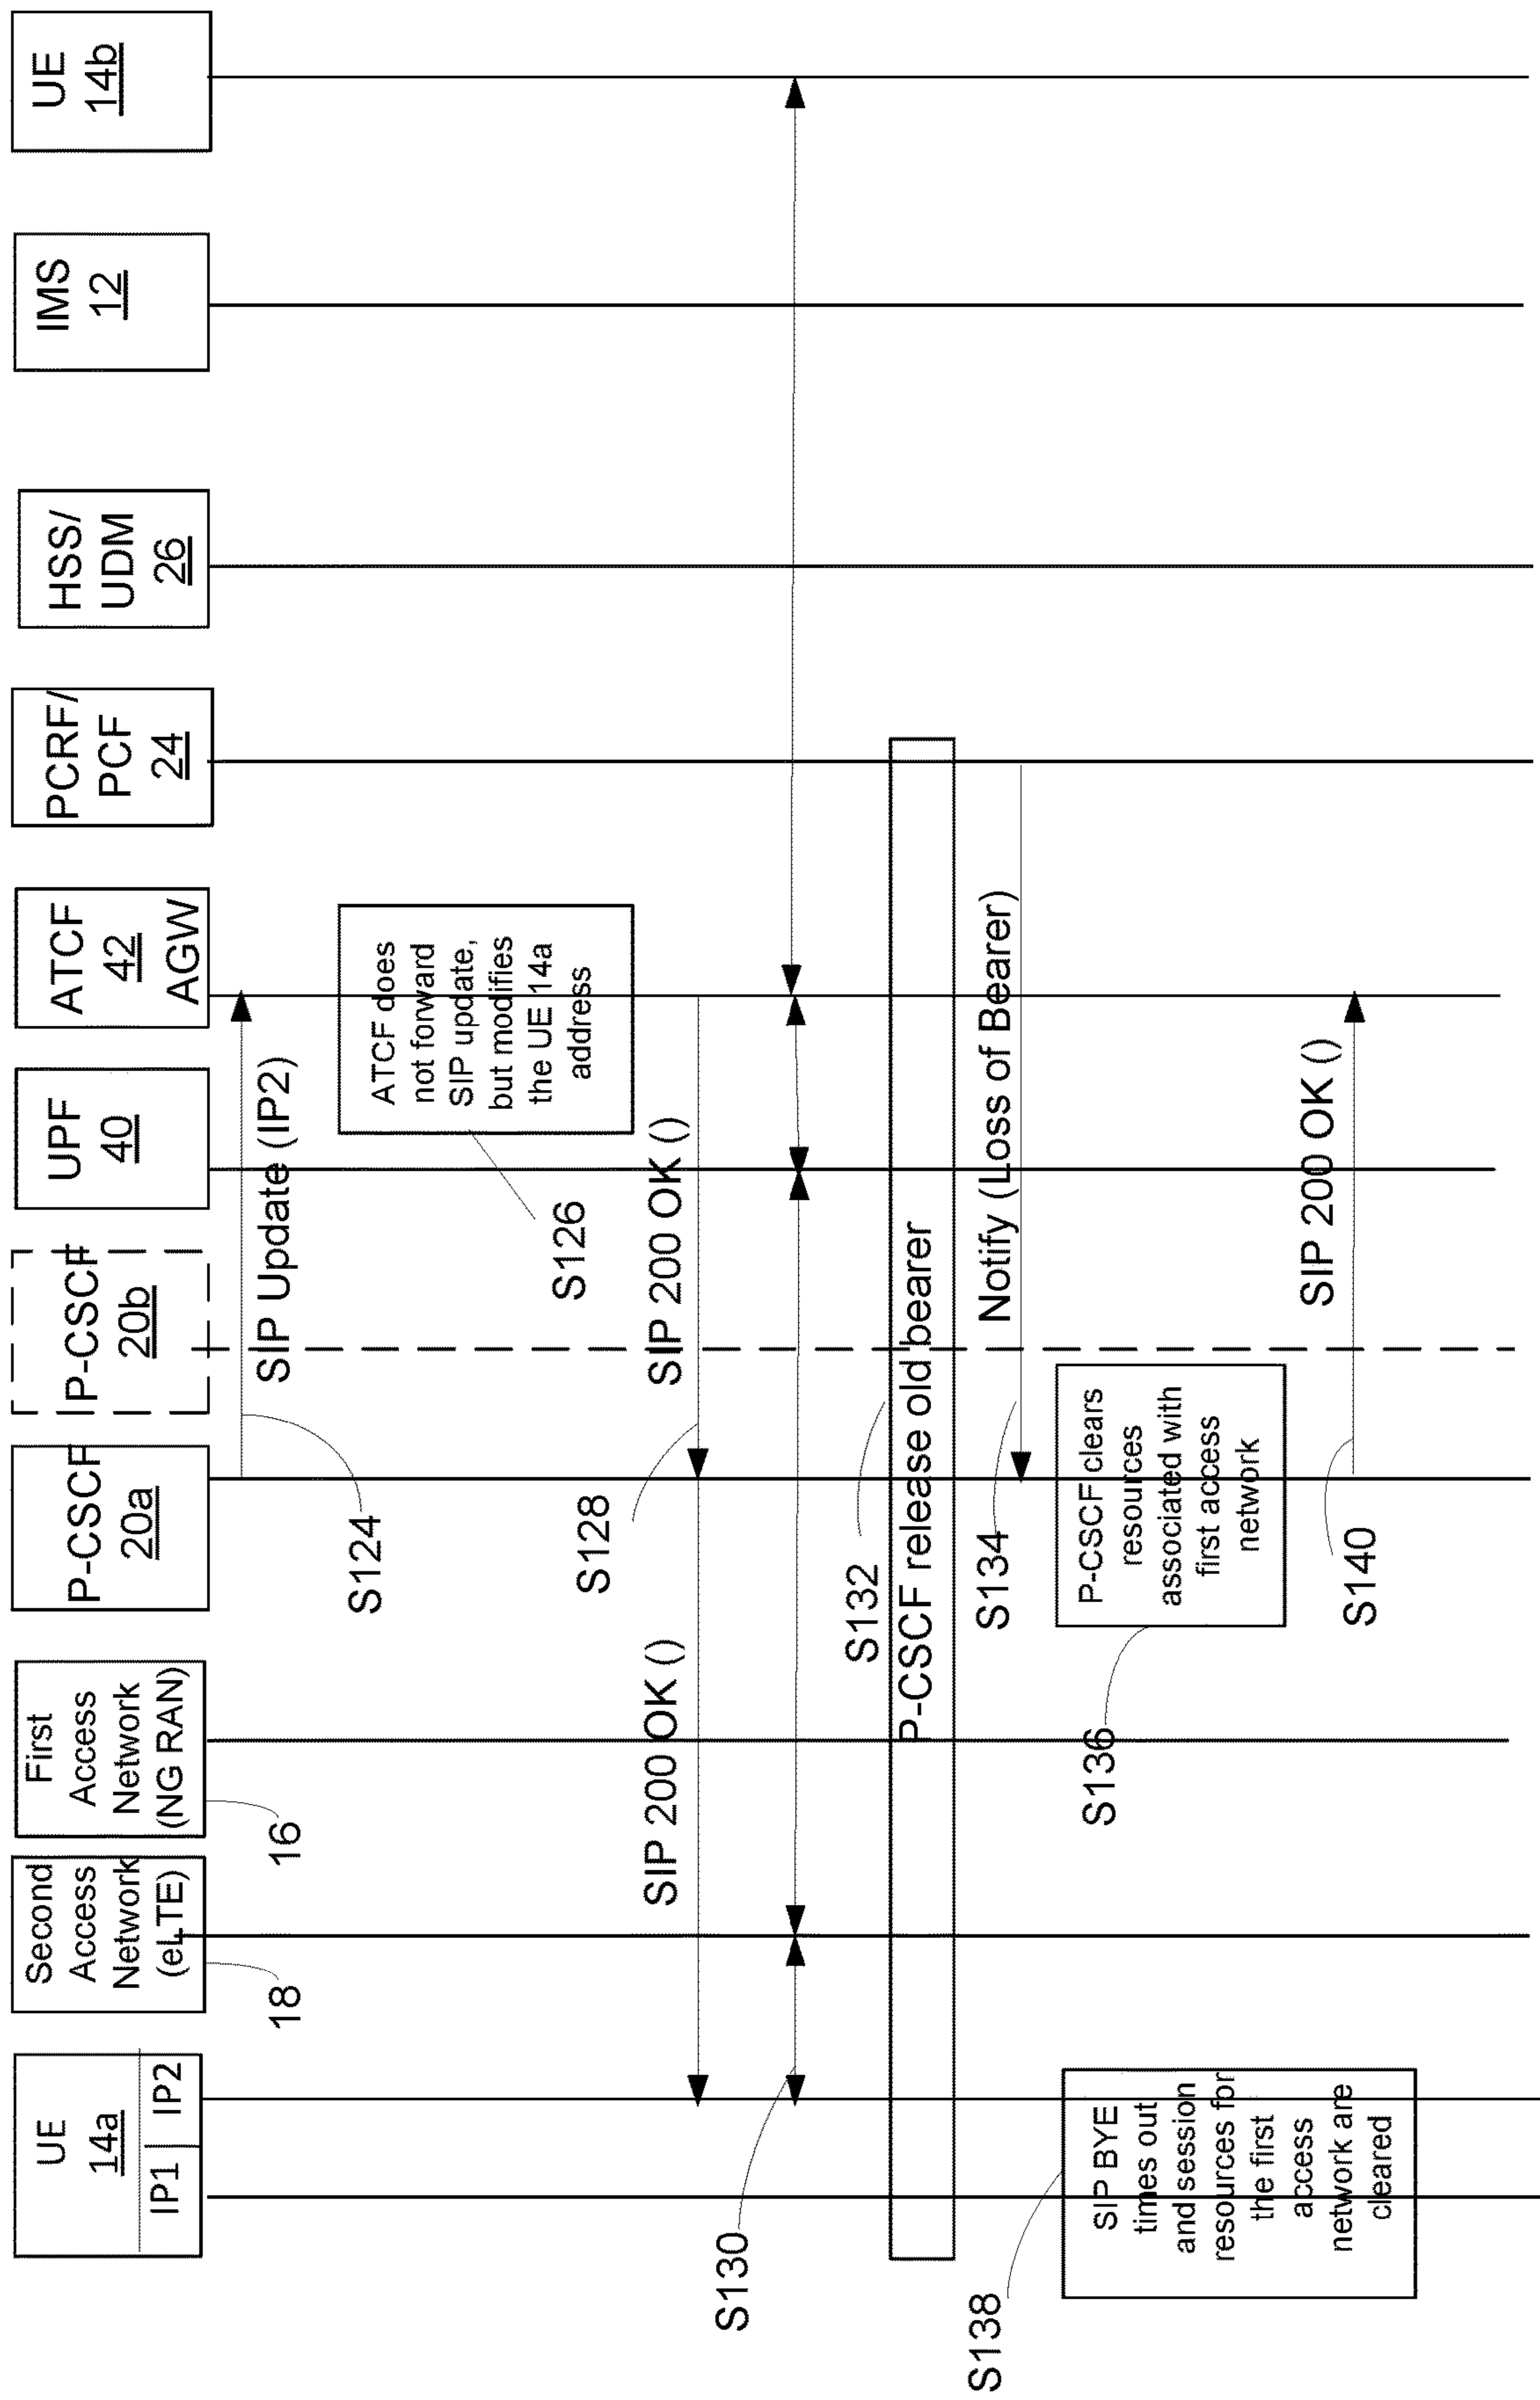 UE
14a
IP1
IP2
Second
Access
Network
(eLTE)
18
First
Access
Network
(NG RAN)
16
P-CSCF
20a
P-CSCF
20b
UPF
40
ATCF
42
AGW
PCRF/
PCF
24
HSS/
UDM
26
IMS
12
UE
14b
SIP Update (IP2)
S124
ATCF does
not forward
SIP update,
but modifies
the UE 14a
address
S126
SIP 200 OK ()
S128
SIP 200 OK ()
S130
S132
P-CSCF release old bearer
Notify (Loss of Bearer)
S134
P-CSCF clears
resources
associated with
first access
network
S136
SIP BYE
times out
and session
resources for
the first
access
network are
cleared
S138
SIP 200 OK ()
S140